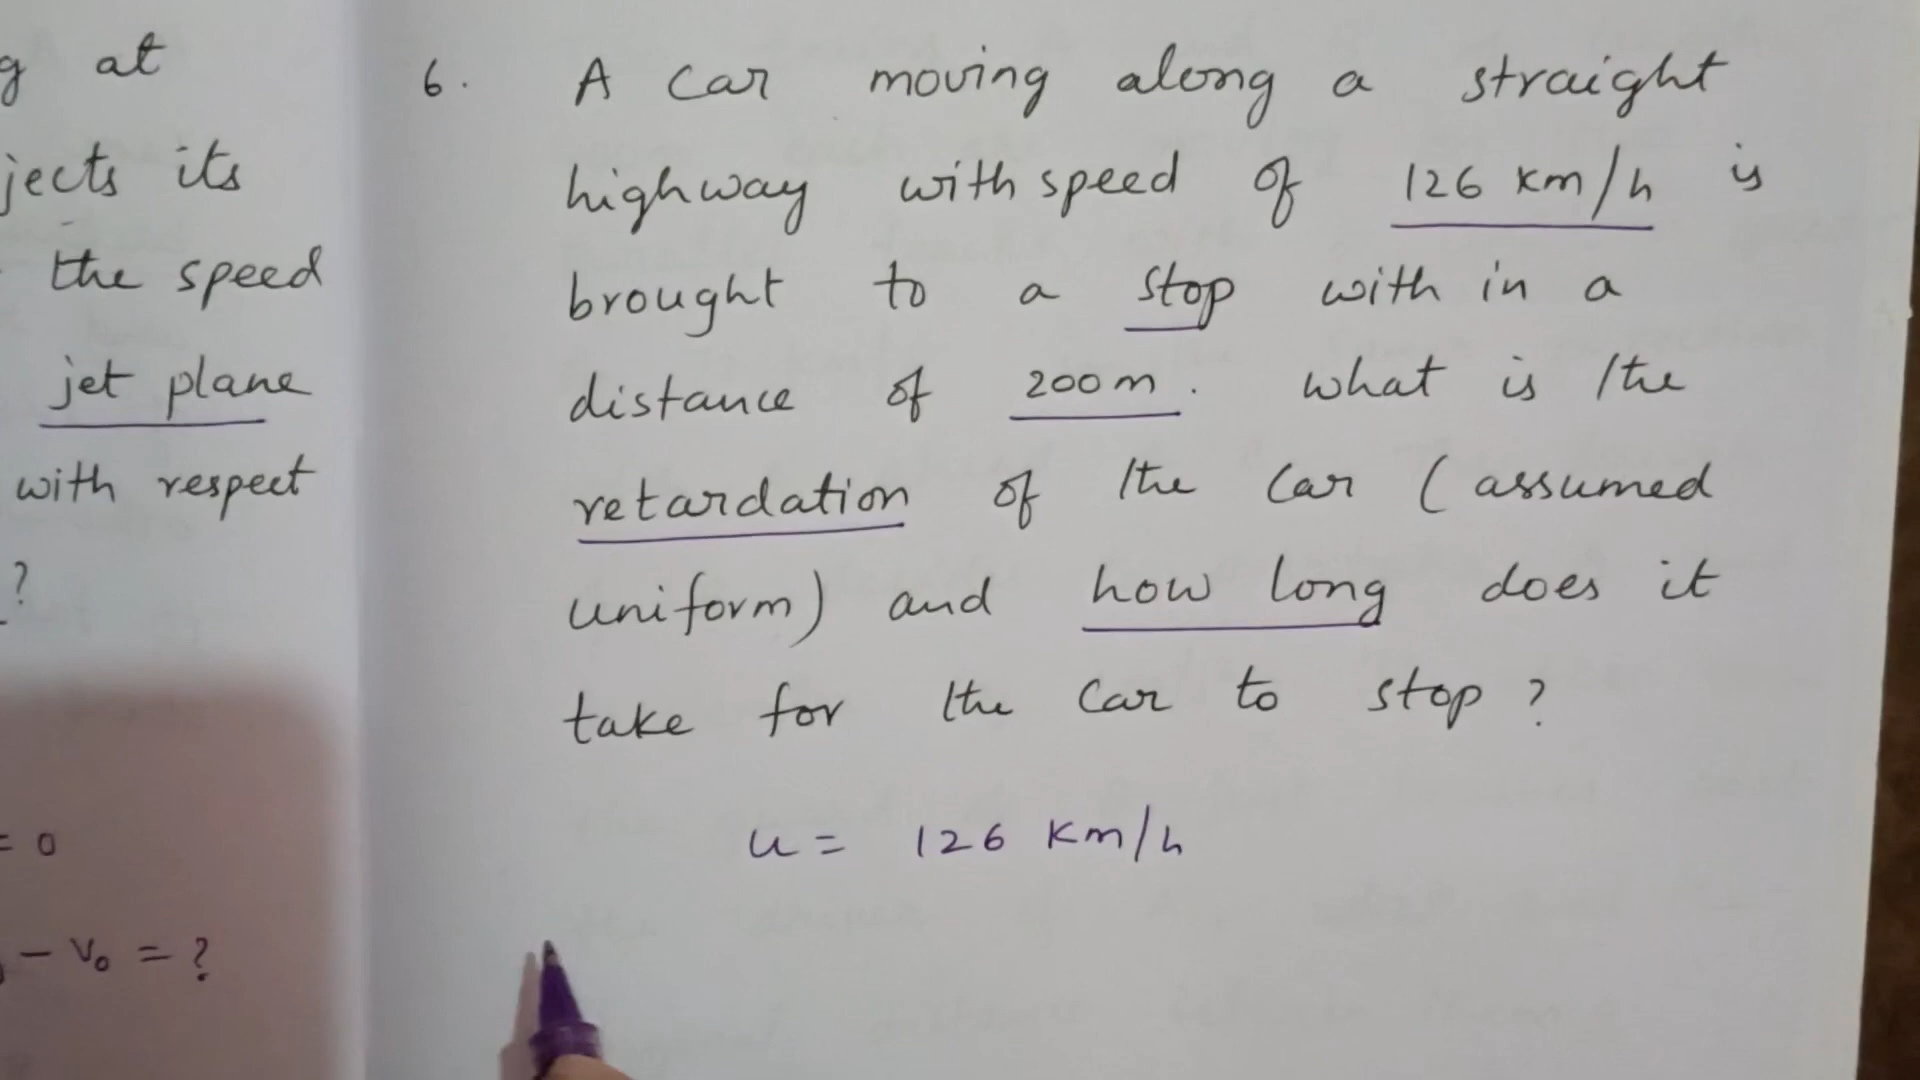 g at
jects its
the speed
jet plane
with respect
?
= 0
- v₀ = ?
6. A car moving along a straight
highway with speed of 126 km/h is
brought to a stop with in a
distance of 200m. what is the
retardation of the car (assumed
uniform) and how long does it
take for the car to stop?
u = 126 km/h